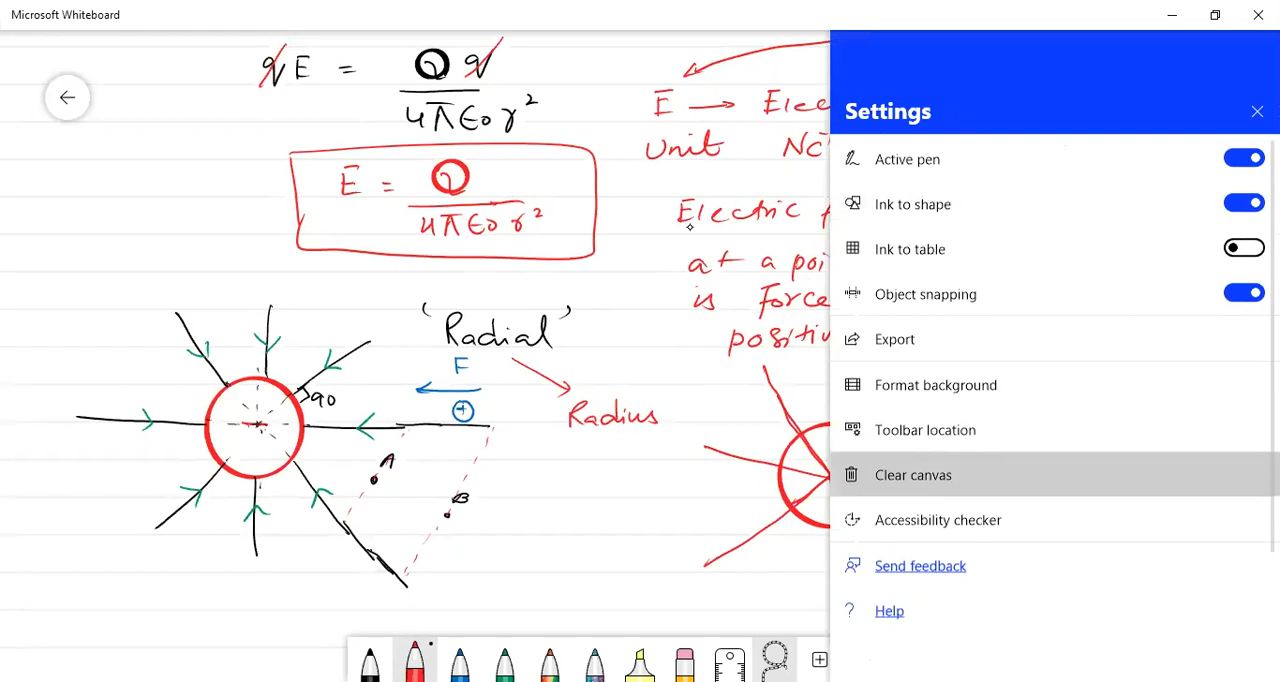 Microsoft Whiteboard
qE = Qq / 4πϵ0r²
E = Q / 4πϵ0r²
E → Elec
Unit NC
Electric f
at a poi
is Force
positiv
'Radial'
F
+
Radius
90
A
B
Settings
Active pen
Ink to shape
Ink to table
Object snapping
Export
Format background
Toolbar location
Clear canvas
Accessibility checker
Send feedback
? Help